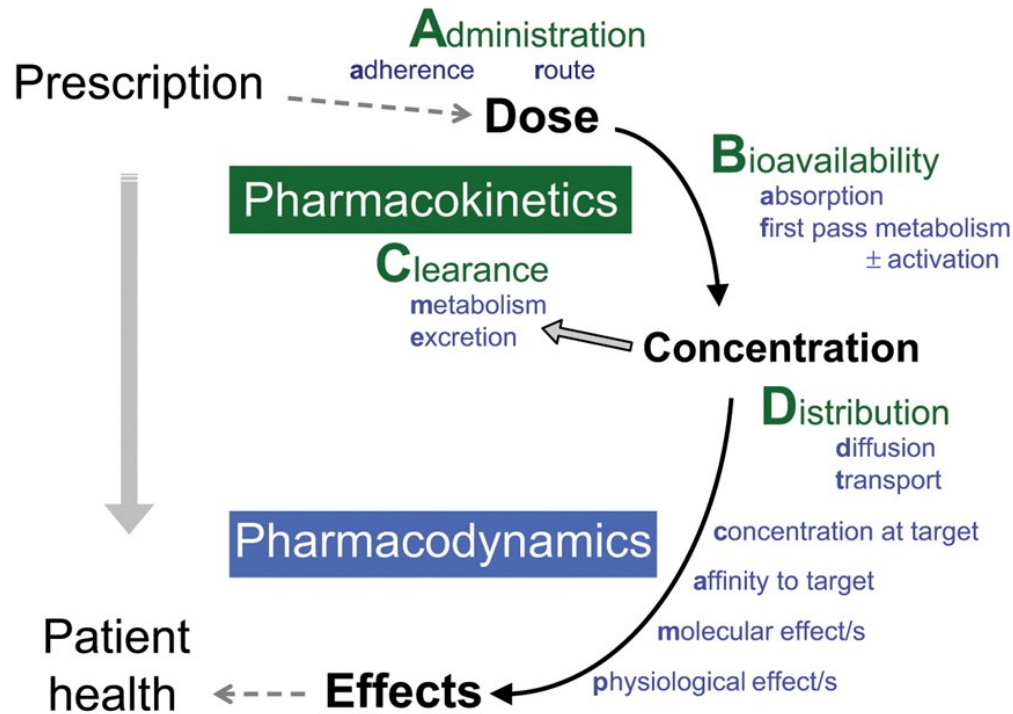 Administration
adherence route
Prescription
Dose
Bioavailability
absorption
first pass metabolism
± activation
Pharmacokinetics
Clearance
metabolism
excretion
Concentration
Distribution
diffusion
transport
Pharmacodynamics
concentration at target
affinity to target
molecular effect/s
physiological effect/s
Effects
Patient
health